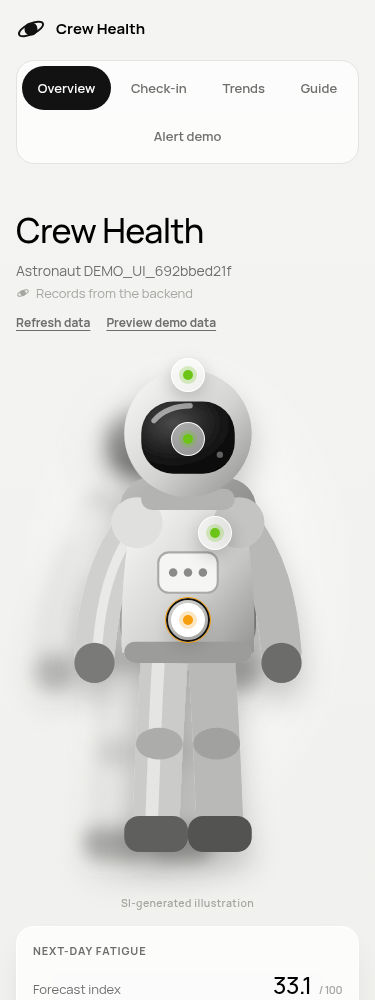 Crew Health
Overview Check-in Trends Guide
Alert demo
Crew Health
Astronaut DEMO_UI_692bbed21f
Records from the backend
Refresh data Preview demo data
SI-generated illustration
NEXT-DAY FATIGUE
Forecast index 33.1 / 100